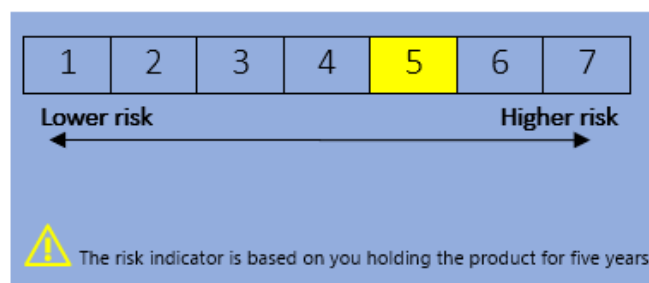 1 2 3 4 5 6 7
Lower risk Higher risk
The risk indicator is based on you holding the product for five years